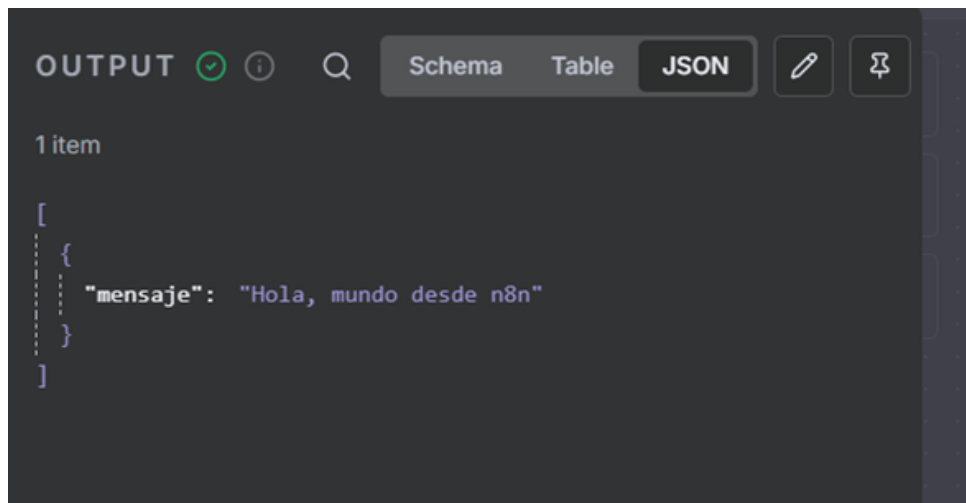 OUTPUT Schema Table JSON
1 item
[
{
"mensaje": "Hola, mundo desde n8n"
}
]